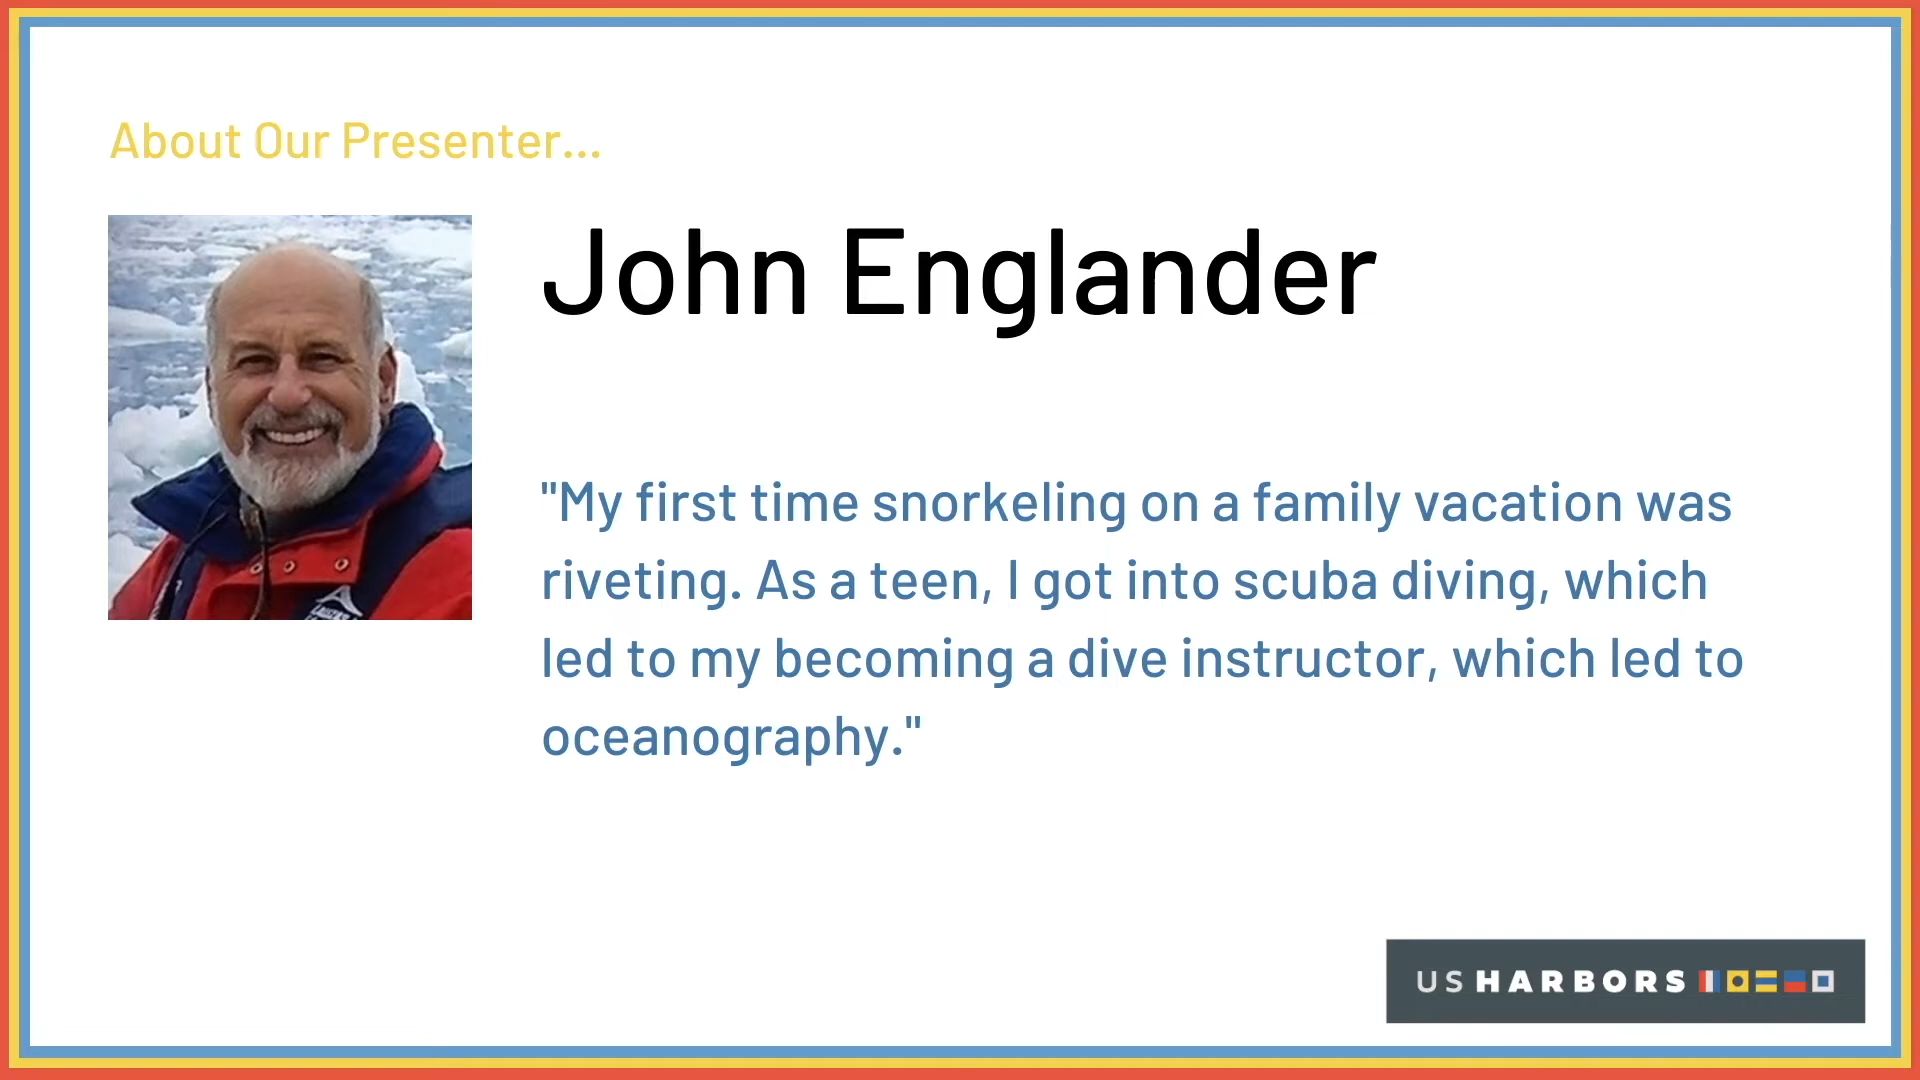 About Our Presenter...
John Englander
"My first time snorkeling on a family vacation was
riveting. As a teen, I got into scuba diving, which
led to my becoming a dive instructor, which led to
oceanography."
US HARBORS